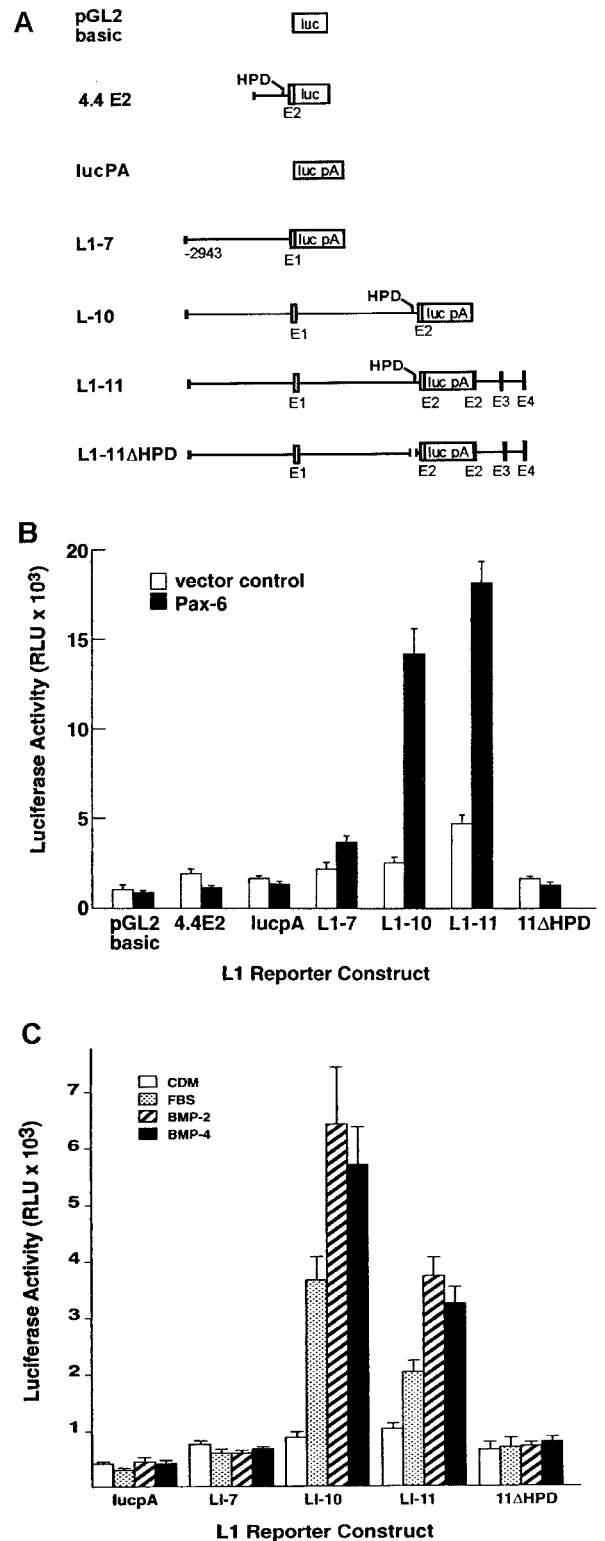 A
pGL2
basic
luc
4.4 E2
HPD
luc
E2
lucPA
luc pA
L1-7
luc pA
-2943
E1
L-10
HPD
luc pA
E1
E2
L1-11
HPD
luc pA
E1
E2
E2
E3
E4
L1-11ΔHPD
luc pA
E1
E2
E2
E3
E4
B
20
15
10
5
0
Luciferase Activity (RLU x 10³)
vector control
Pax-6
pGL2
basic
4.4E2
lucpA
L1-7
L1-10
L1-11
11ΔHPD
L1 Reporter Construct
C
7
6
5
4
3
2
1
Luciferase Activity (RLU x 10³)
CDM
FBS
BMP-2
BMP-4
lucpA
LI-7
LI-10
LI-11
11ΔHPD
L1 Reporter Construct